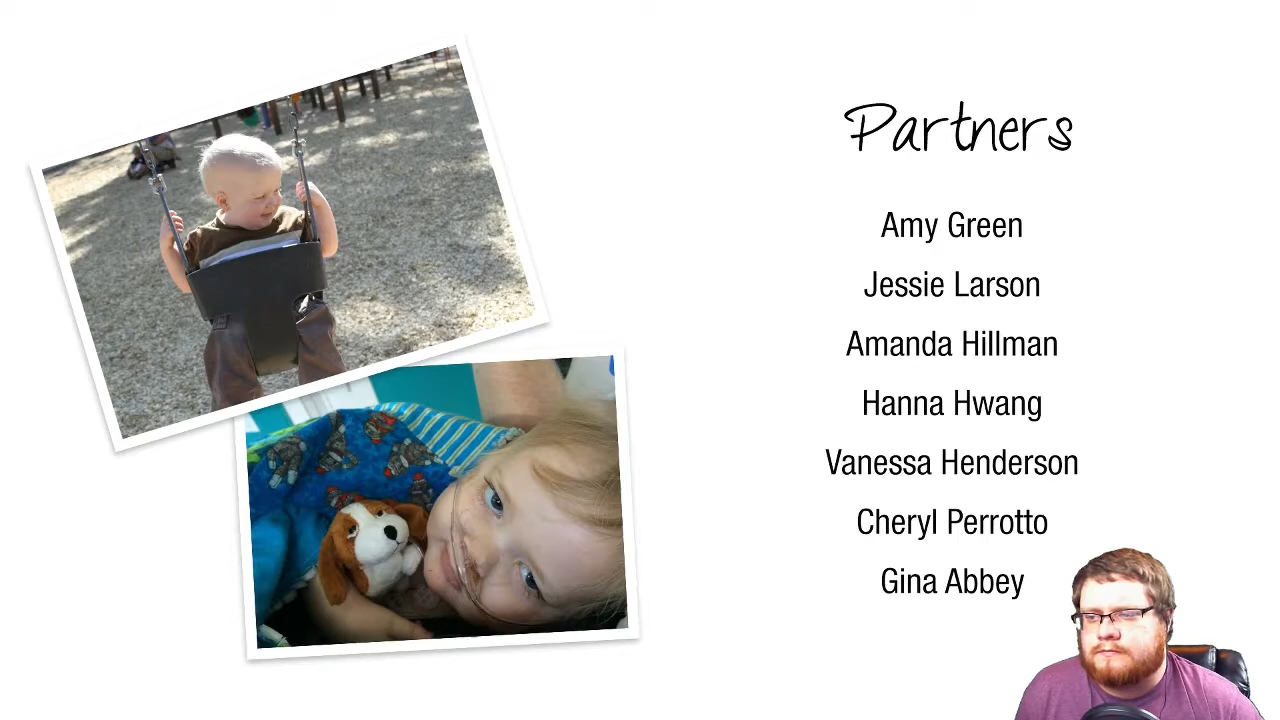 Partners
Amy Green
Jessie Larson
Amanda Hillman
Hanna Hwang
Vanessa Henderson
Cheryl Perrotto
Gina Abbey